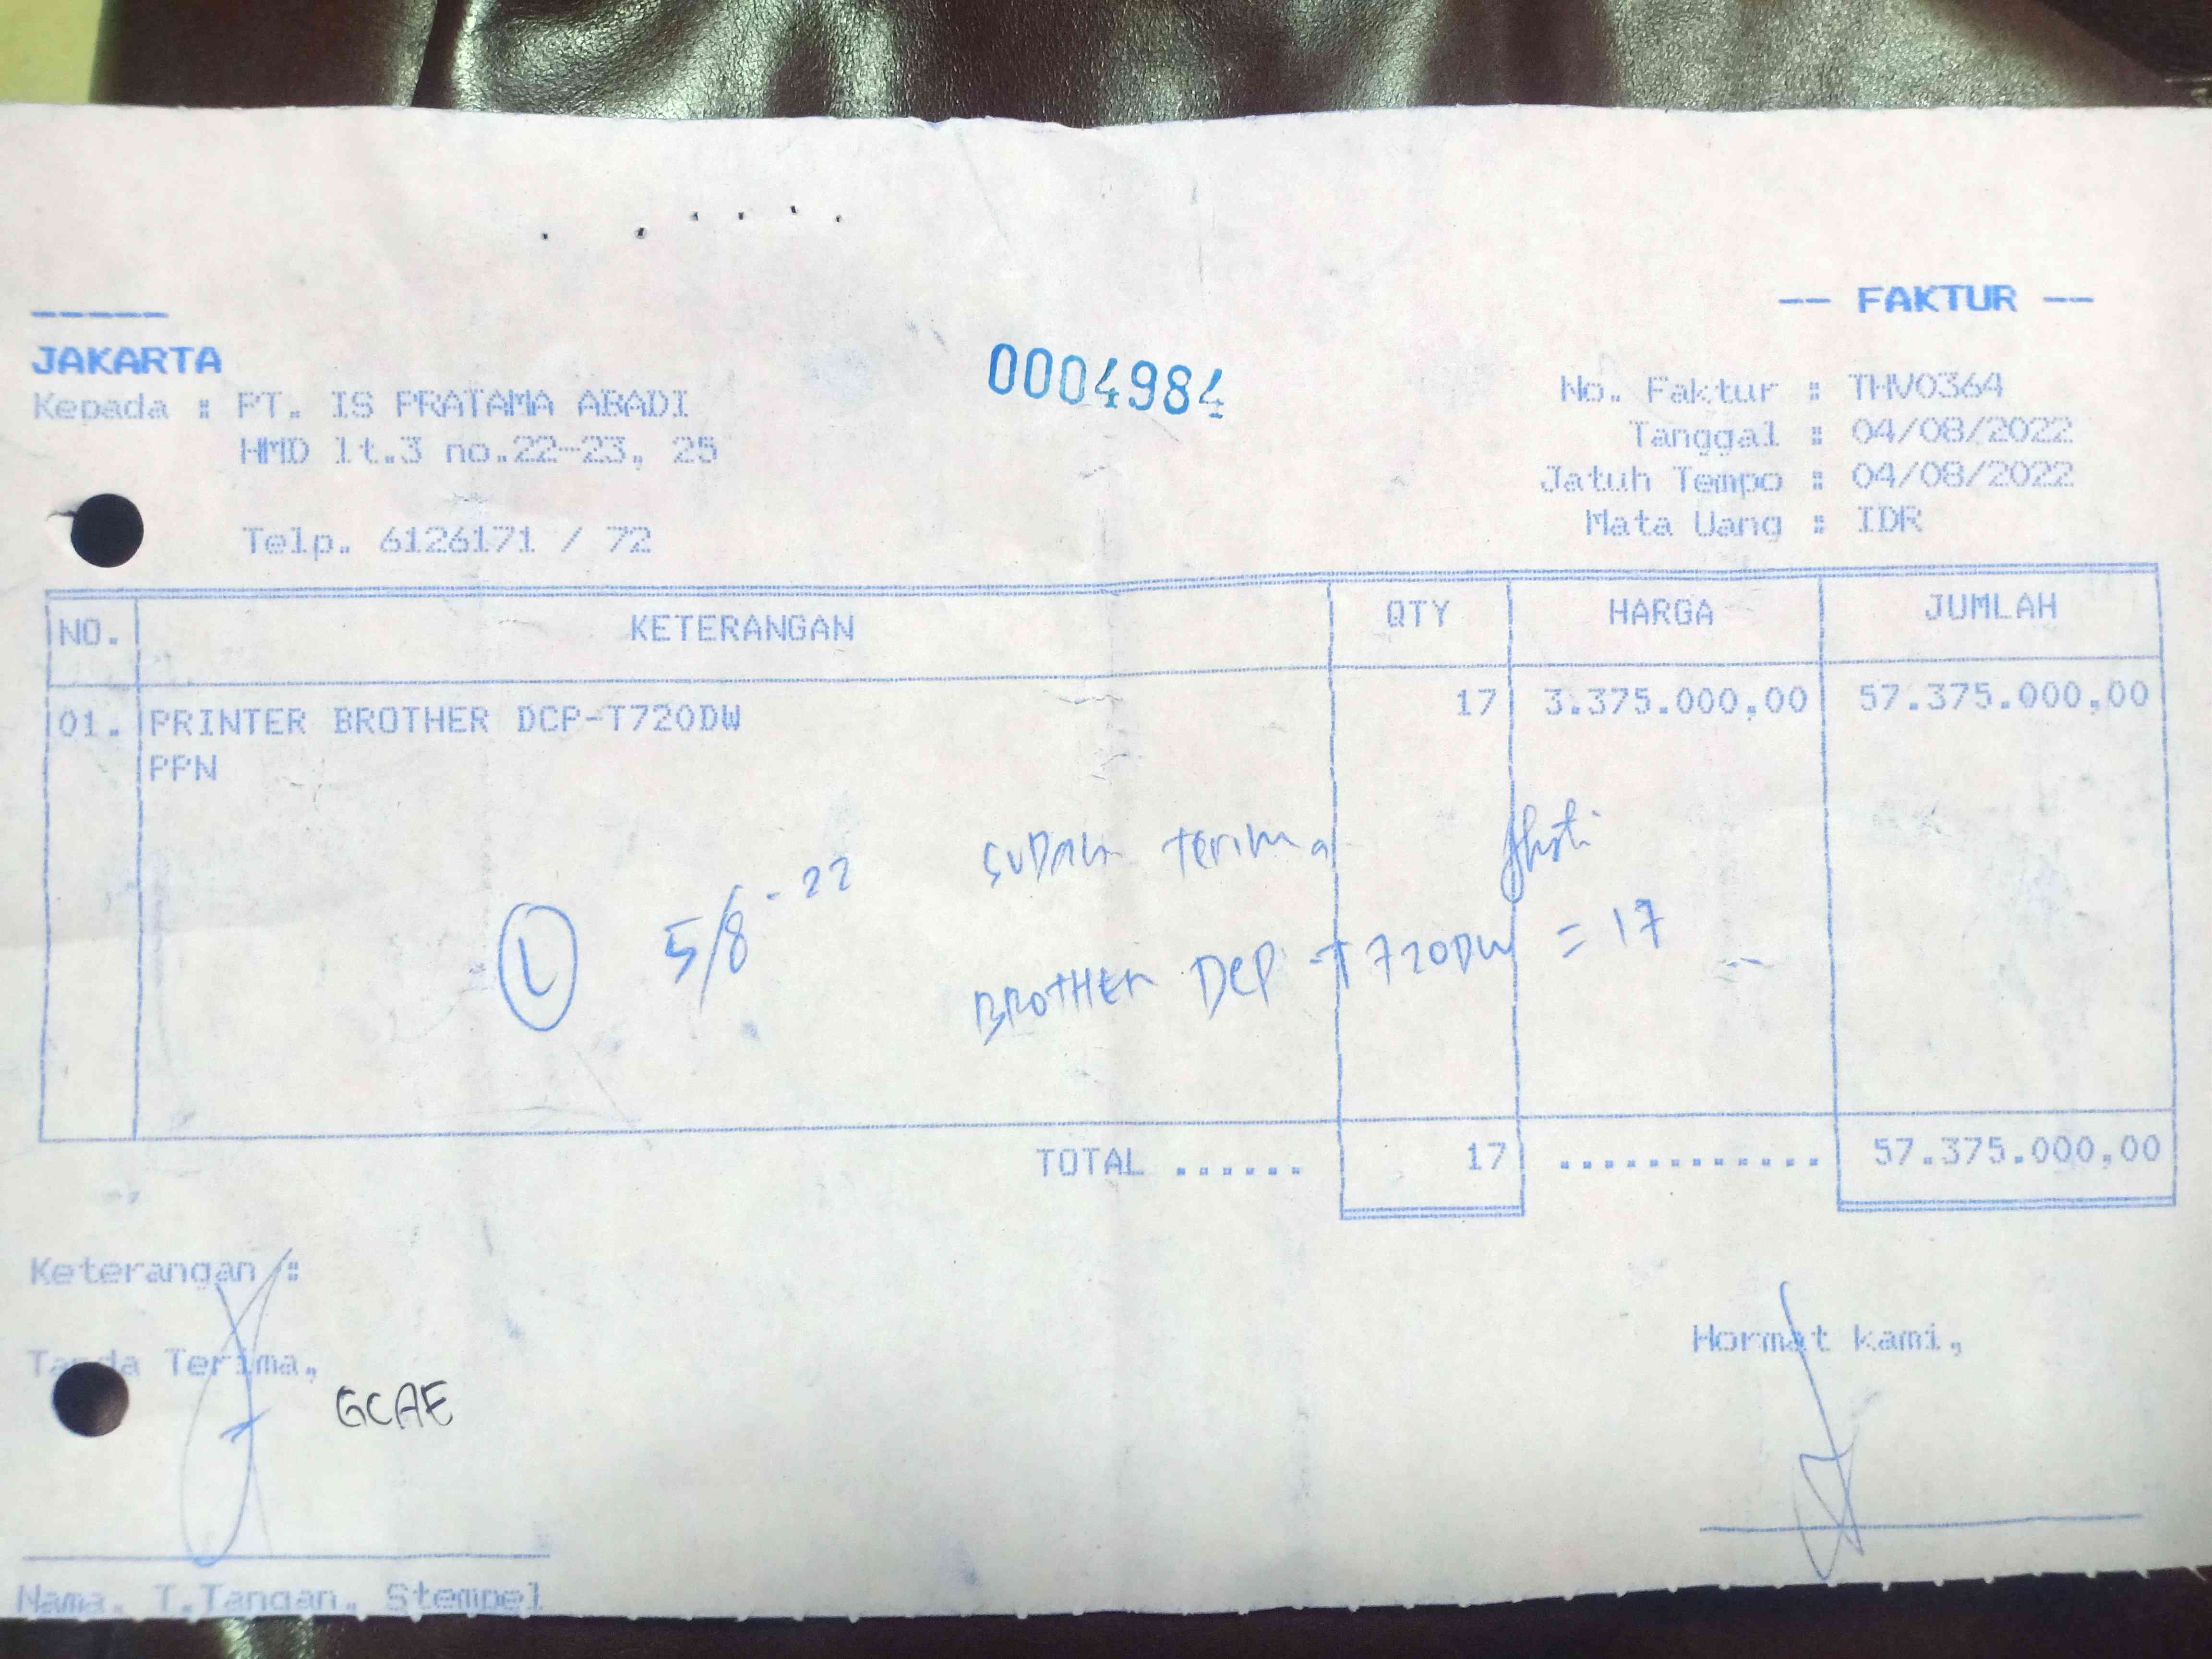 -- FAKTUR --
JAKARTA
0004984
Kepada : PT. IS PRATAMA ABADI
HMD lt.3 no.22-23, 25
Telp. 6126171 / 72
No. Faktur : THV0364
Tanggal : 04/08/2022
Jatuh Tempo : 04/08/2022
Mata Uang : IDR
NO. KETERANGAN QTY HARGA JUMLAH
01. PRINTER BROTHER DCP-T720DW 17 3.375.000,00 57.375.000,00
PPN
L 5/8-22 SUDAH terima
BROTHER DCP-T720DW = 17
TOTAL ...... 17 ............ 57.375.000,00
Keterangan :
Tanda Terima,
GCAE
Hormat kami,
Nama. T.Tangan. Stempel